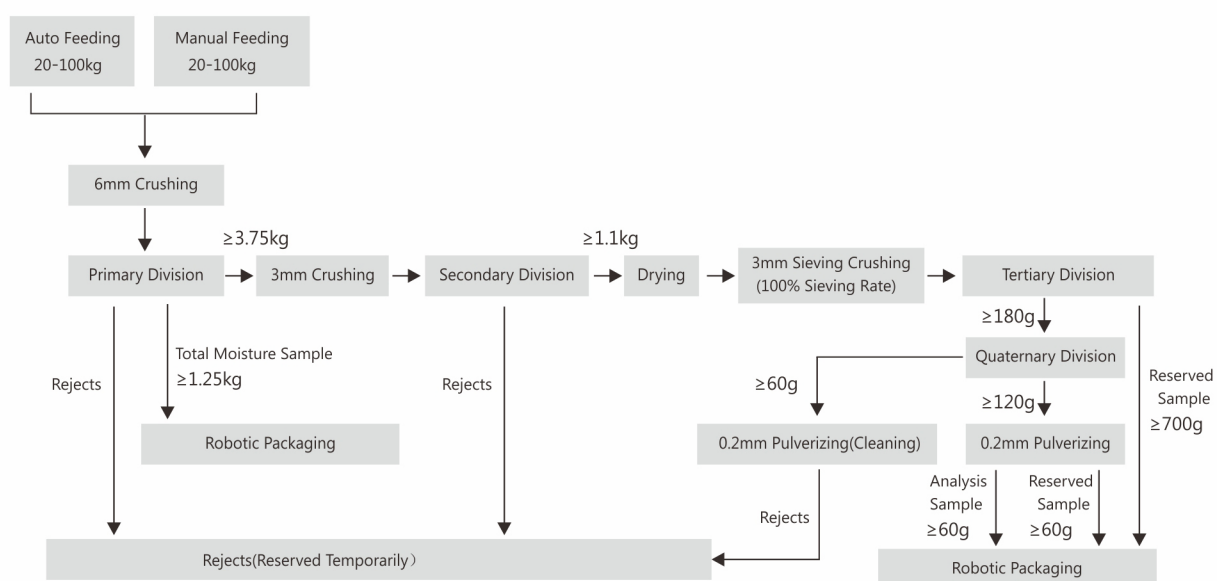 Auto Feeding
20-100kg
Manual Feeding
20-100kg
6mm Crushing
≥3.75kg
≥1.1kg
Primary Division
3mm Crushing
Secondary Division
Drying
3mm Sieving Crushing
(100% Sieving Rate)
Tertiary Division
≥180g
Quaternary Division
Total Moisture Sample
≥1.25kg
Rejects
Rejects
≥60g
≥120g
Reserved
Sample
≥700g
Robotic Packaging
0.2mm Pulverizing(Cleaning)
0.2mm Pulverizing
Analysis
Sample
≥60g
Reserved
Sample
≥60g
Rejects
Rejects(Reserved Temporarily）
Robotic Packaging